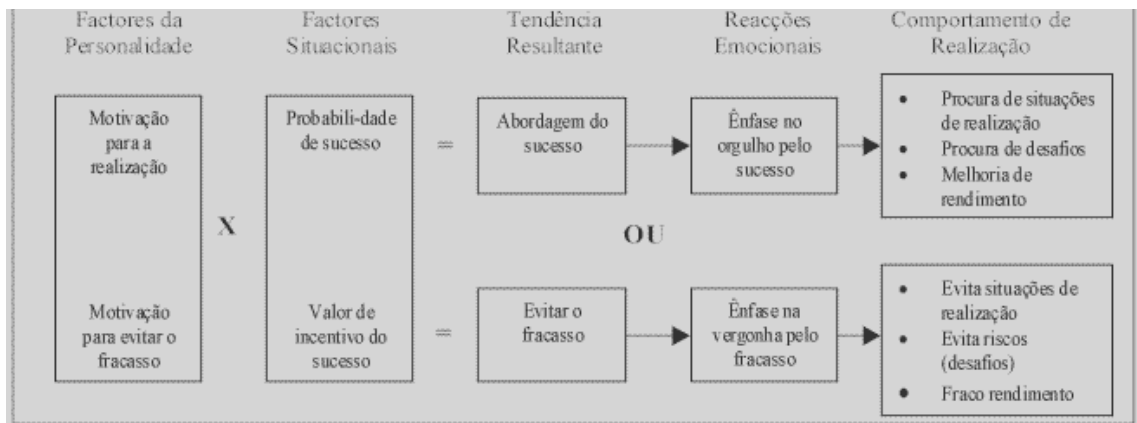 Factores da
Personalidade
Factores
Situacionais
Tendência
Resultante
Reacções
Emocionais
Comportamento de
Realização
Motivação
para a
realização
Motivação
para evitar o
fracasso
X
Probabili-dade
de sucesso
Valor de
incentivo do
sucesso
=
Abordagem do
sucesso
Ênfase no
orgulho pelo
sucesso
• Procura de situações
de realização
• Procura de desafios
• Melhoria de
rendimento
OU
=
Evitar o
fracasso
Ênfase na
vergonha pelo
fracasso
• Evita situações de
realização
• Evita riscos
(desafios)
• Fraco rendimento